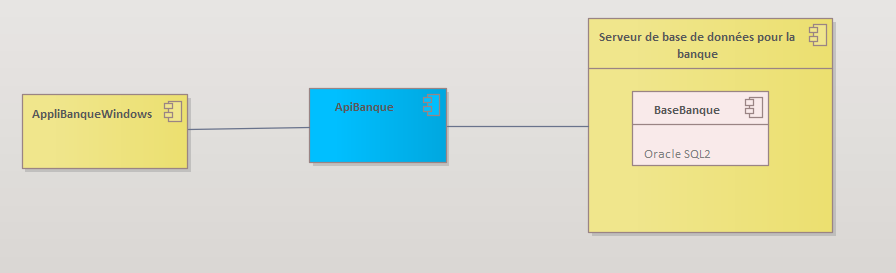 AppliBanqueWindows
ApiBanque
Serveur de base de données pour la
banque
BaseBanque
Oracle SQL2